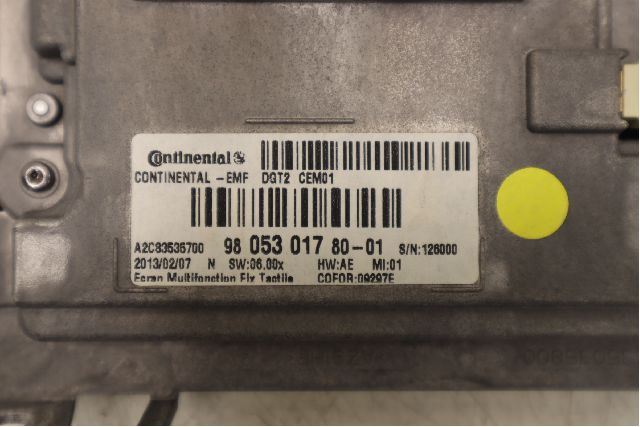 Continental
CONTINENTAL -EMF DGT2 CEM01
A2C83535700 98 053 017 80-01 S/N:126000
2013/02/07 N SW:06.00x HW:AE MI:01
Ecran Multifonction Fix Tactile COFOR:09297E